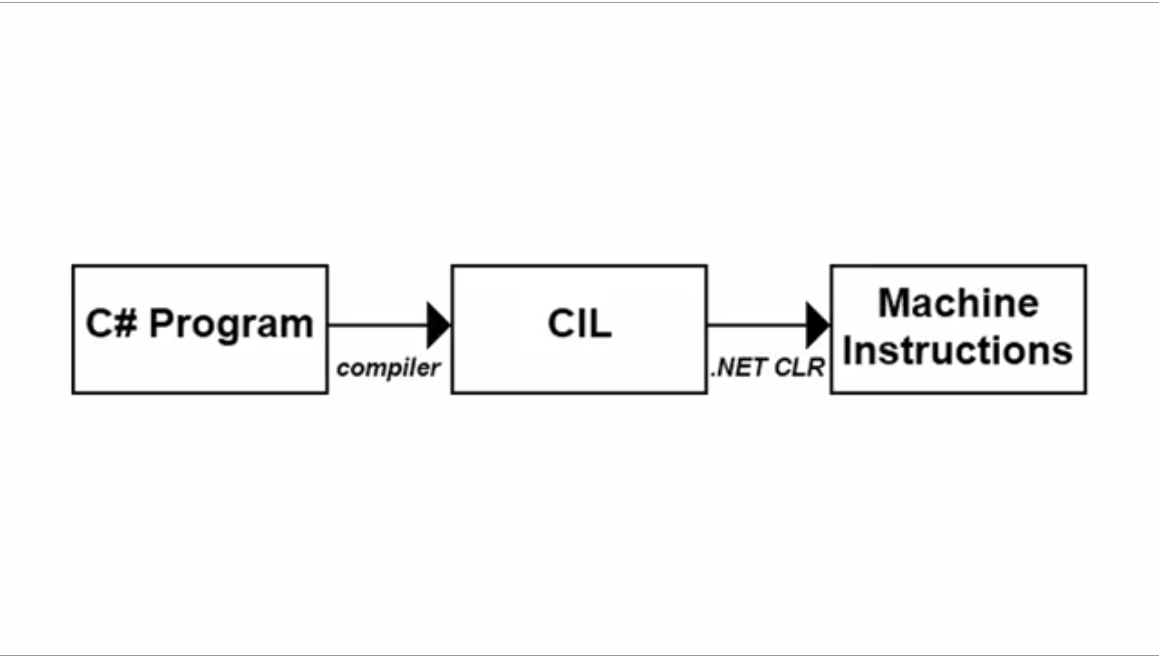 C# Program
compiler
CIL
.NET CLR
Machine
Instructions